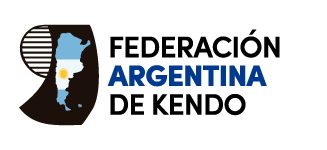 FEDERACIÓN
ARGENTINA
DE KENDO